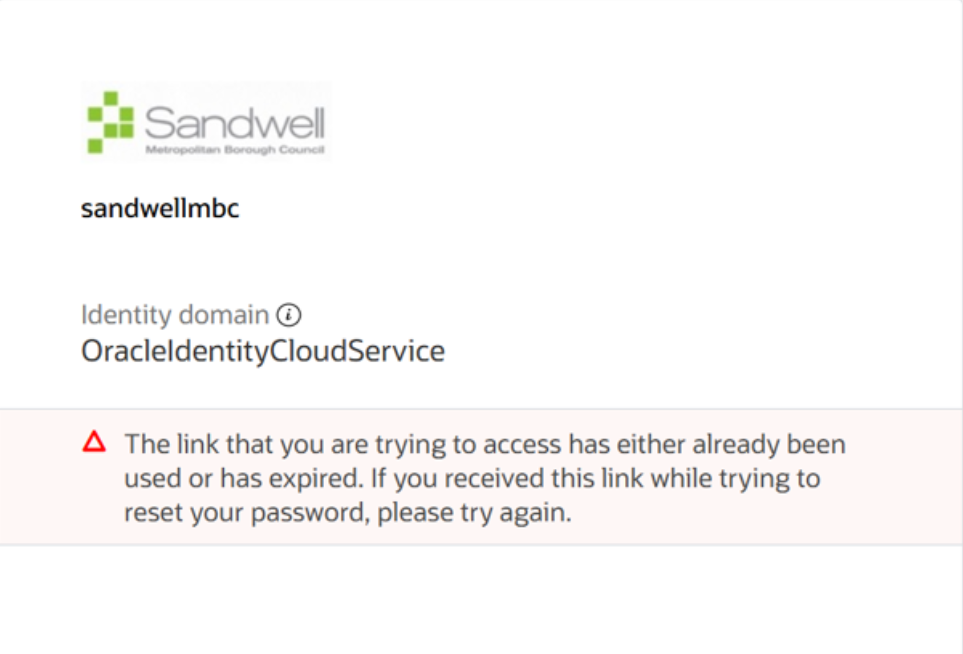 Sandwell
Metropolitan Borough Council
sandwellmbc
Identity domain
OracleIdentityCloudService
The link that you are trying to access has either already been
used or has expired. If you received this link while trying to
reset your password, please try again.